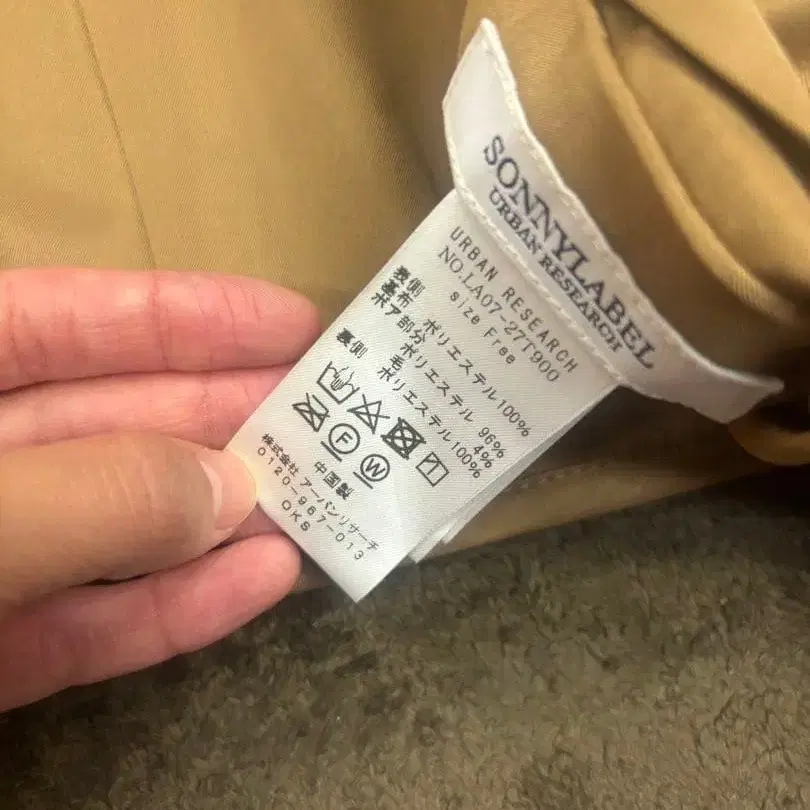 SONNYLABEL
URBAN RESEARCH
URBAN RESEARCH
NO.LA07-27T900
size Free
表側
基布 ポリエステル100%
ボア部分 ポリエステル 96%
毛 4%
裏側 ポリエステル100%
F W
中国製
株式会社 アーバンリサーチ
0120-967-013
OKS